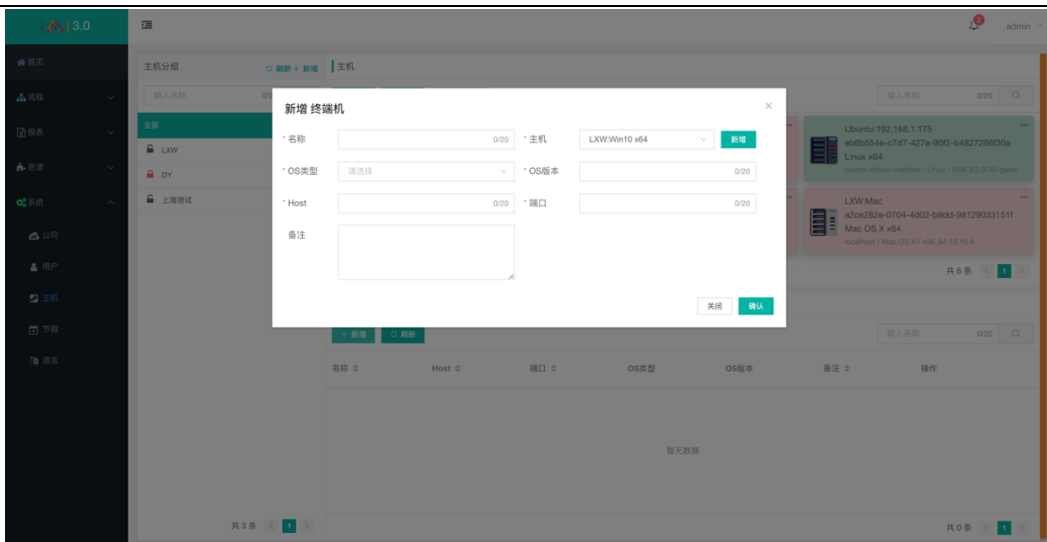 3.0
2
admin
首页
流程
报表
资源
系统
公司
用户
主机
节假
语言
主机分组
刷新 + 新增
输入名称
全部
LXW
DY
上海测试
共 3 条 < 1 >
主机
输入名称 0/20
Ubuntu:192.168.1.175
eb8b554e-c7d7-427e-90f2-b4827286f30a
Linux x64
LXW:Mac
a2ce282e-0704-4d02-b9dd-98129033151f
Mac OS X x64
localhost / Mac OS X / x86_64 10.15.4
共 6 条 < 1 >
新增 终端机 ×
* 名称 0/20 * 主机 LXW:Win10 x64 新增
* OS类型 请选择 * OS版本 0/20
* Host 0/20 * 端口 0/20
备注
关闭 确认
+ 新增 刷新 输入名称 0/20
名称 Host 端口 OS类型 OS版本 备注 操作
暂无数据
共 0 条 < 1 >